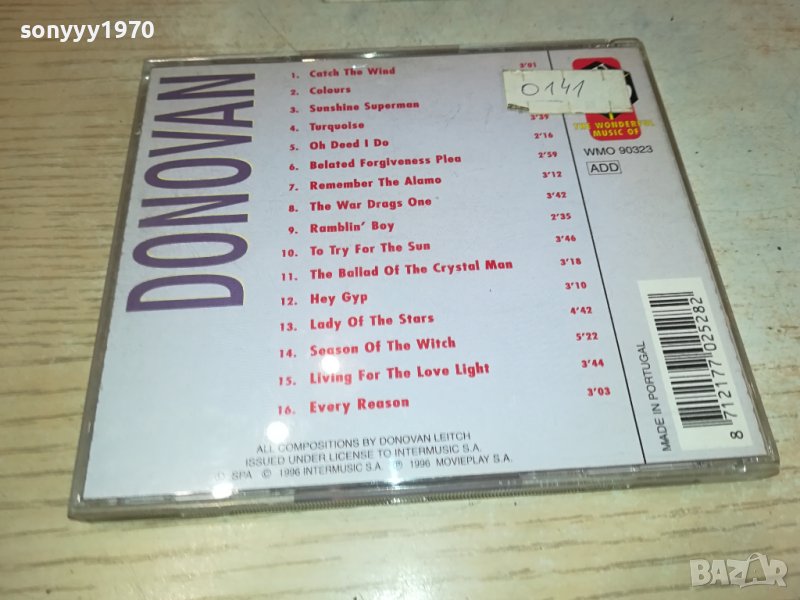 sonyyy1970
DONOVAN
1. Catch The Wind 3'01
2. Colours
3. Sunshine Superman
4. Turquoise 3'39
5. Oh Deed I Do 2'16
6. Belated Forgiveness Plea 2'59
7. Remember The Alamo 3'12
8. The War Drags One 3'42
9. Ramblin' Boy 2'35
10. To Try For The Sun 3'46
11. The Ballad Of The Crystal Man 3'18
12. Hey Gyp 3'10
13. Lady Of The Stars 4'42
14. Season Of The Witch 5'22
15. Living For The Love Light 3'44
16. Every Reason 3'03
ALL COMPOSITIONS BY DONOVAN LEITCH
ISSUED UNDER LICENSE TO INTERMUSIC S.A.
SPA © 1996 INTERMUSIC S.A ℗ 1996 MOVIEPLAY S.A.
0141
THE WONDERFUL
MUSIC OF
WMO 90323
ADD
MADE IN PORTUGAL
8 712177 025282
BAZAR